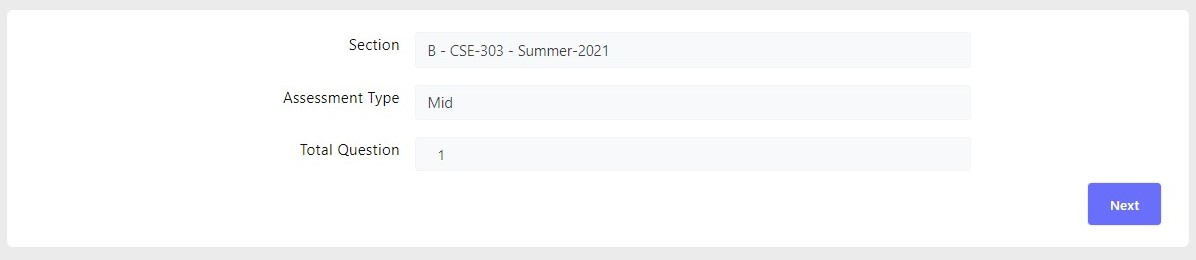 Section B - CSE-303 - Summer-2021
Assessment Type Mid
Total Question 1
Next